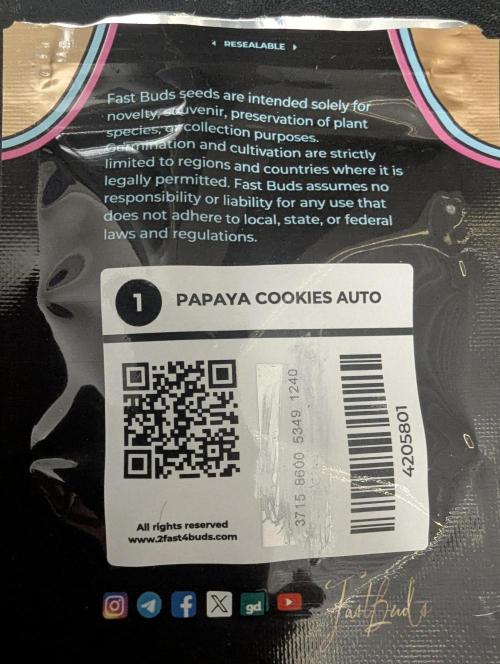 RESEALABLE
Fast Buds seeds are intended solely for
novelty, souvenir, preservation of plant
species, or collection purposes.
Germination and cultivation are strictly
limited to regions and countries where it is
legally permitted. Fast Buds assumes no
responsibility or liability for any use that
does not adhere to local, state, or federal
laws and regulations.
1 PAPAYA COOKIES AUTO
3715 8600 5349 1240
4205801
All rights reserved
www.2fast4buds.com
gd
FastBuds